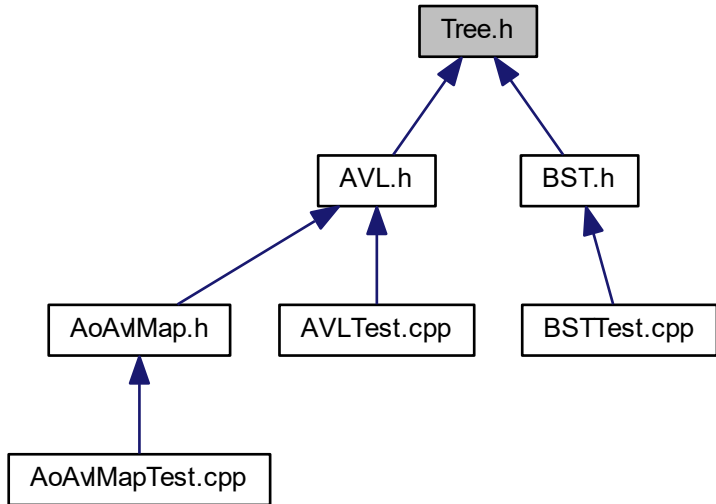 Tree.h
AVL.h
BST.h
AoAvlMap.h
AVLTest.cpp
BSTTest.cpp
AoAvlMapTest.cpp